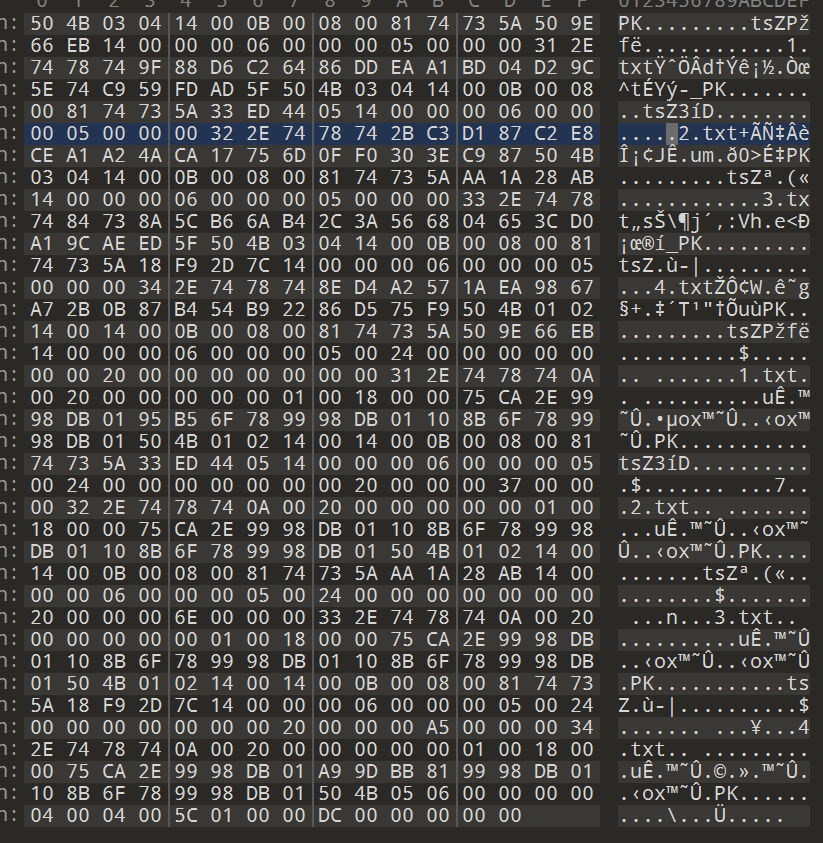 0 1 2 3 4 5 6 7 8 9 A B C D E F 0123456789ABCDEF
h: 50 4B 03 04 14 00 0B 00 08 00 81 74 73 5A 50 9E PK.........tsZPž
h: 66 EB 14 00 00 00 06 00 00 00 05 00 00 00 31 2E fë............1.
h: 74 78 74 9F 88 D6 C2 64 86 DD EA A1 BD 04 D2 9C txtŸˆÖÂd†Ýê¡½.Òœ
h: 5E 74 C9 59 FD AD 5F 50 4B 03 04 14 00 0B 00 08 ^tÉYý-_PK.......
h: 00 81 74 73 5A 33 ED 44 05 14 00 00 00 06 00 00 ..tsZ3íD........
h: 00 05 00 00 00 32 2E 74 78 74 2B C3 D1 87 C2 E8 .....2.txt+ÃÑ‡Âè
h: CE A1 A2 4A CA 17 75 6D 0F F0 30 3E C9 87 50 4B Î¡¢JÊ.um.ð0>É‡PK
h: 03 04 14 00 0B 00 08 00 81 74 73 5A AA 1A 28 AB .........tsZª.(«
h: 14 00 00 00 06 00 00 00 05 00 00 00 33 2E 74 78 ............3.tx
h: 74 84 73 8A 5C B6 6A B4 2C 3A 56 68 04 65 3C D0 t„sŠ\¶j´,:Vh.e<Ð
h: A1 9C AE ED 5F 50 4B 03 04 14 00 0B 00 08 00 81 ¡œ®í_PK.........
h: 74 73 5A 18 F9 2D 7C 14 00 00 00 06 00 00 00 05 tsZ.ù-|.........
h: 00 00 00 34 2E 74 78 74 8E D4 A2 57 1A EA 98 67 ...4.txtŽÔ¢W.ê˜g
h: A7 2B 0B 87 B4 54 B9 22 86 D5 75 F9 50 4B 01 02 §+.‡´T¹"†ÕuùPK..
h: 14 00 14 00 0B 00 08 00 81 74 73 5A 50 9E 66 EB .........tsZPžfë
h: 14 00 00 00 06 00 00 00 05 00 24 00 00 00 00 00 ..........$.....
h: 00 00 20 00 00 00 00 00 00 00 31 2E 74 78 74 0A .. .......1.txt.
h: 00 20 00 00 00 00 00 01 00 18 00 00 75 CA 2E 99 . ..........uÊ.™
h: 98 DB 01 95 B5 6F 78 99 98 DB 01 10 8B 6F 78 99 ˜Û.•µox™˜Û..‹ox™
h: 98 DB 01 50 4B 01 02 14 00 14 00 0B 00 08 00 81 ˜Û.PK...........
h: 74 73 5A 33 ED 44 05 14 00 00 00 06 00 00 00 05 tsZ3íD..........
h: 00 24 00 00 00 00 00 00 00 20 00 00 00 37 00 00 .$....... ...7..
h: 00 32 2E 74 78 74 0A 00 20 00 00 00 00 00 01 00 .2.txt.. .......
h: 18 00 00 75 CA 2E 99 98 DB 01 10 8B 6F 78 99 98 ...uÊ.™˜Û..‹ox™˜
h: DB 01 10 8B 6F 78 99 98 DB 01 50 4B 01 02 14 00 Û..‹ox™˜Û.PK....
h: 14 00 0B 00 08 00 81 74 73 5A AA 1A 28 AB 14 00 .......tsZª.(«..
h: 00 00 06 00 00 00 05 00 24 00 00 00 00 00 00 00 ........$.......
h: 20 00 00 00 6E 00 00 00 33 2E 74 78 74 0A 00 20 ...n...3.txt..
h: 00 00 00 00 00 01 00 18 00 00 75 CA 2E 99 98 DB ..........uÊ.™˜Û
h: 01 10 8B 6F 78 99 98 DB 01 10 8B 6F 78 99 98 DB ..‹ox™˜Û..‹ox™˜Û
h: 01 50 4B 01 02 14 00 14 00 0B 00 08 00 81 74 73 .PK...........ts
h: 5A 18 F9 2D 7C 14 00 00 00 06 00 00 00 05 00 24 Z.ù-|..........$
h: 00 00 00 00 00 00 00 20 00 00 00 A5 00 00 00 34 ....... ...¥...4
h: 2E 74 78 74 0A 00 20 00 00 00 00 00 01 00 18 00 .txt.. .........
h: 00 75 CA 2E 99 98 DB 01 A9 9D BB 81 99 98 DB 01 .uÊ.™˜Û.©.».™˜Û.
h: 10 8B 6F 78 99 98 DB 01 50 4B 05 06 00 00 00 00 .‹ox™˜Û.PK......
h: 04 00 04 00 5C 01 00 00 DC 00 00 00 00 00 ....\...Ü.....